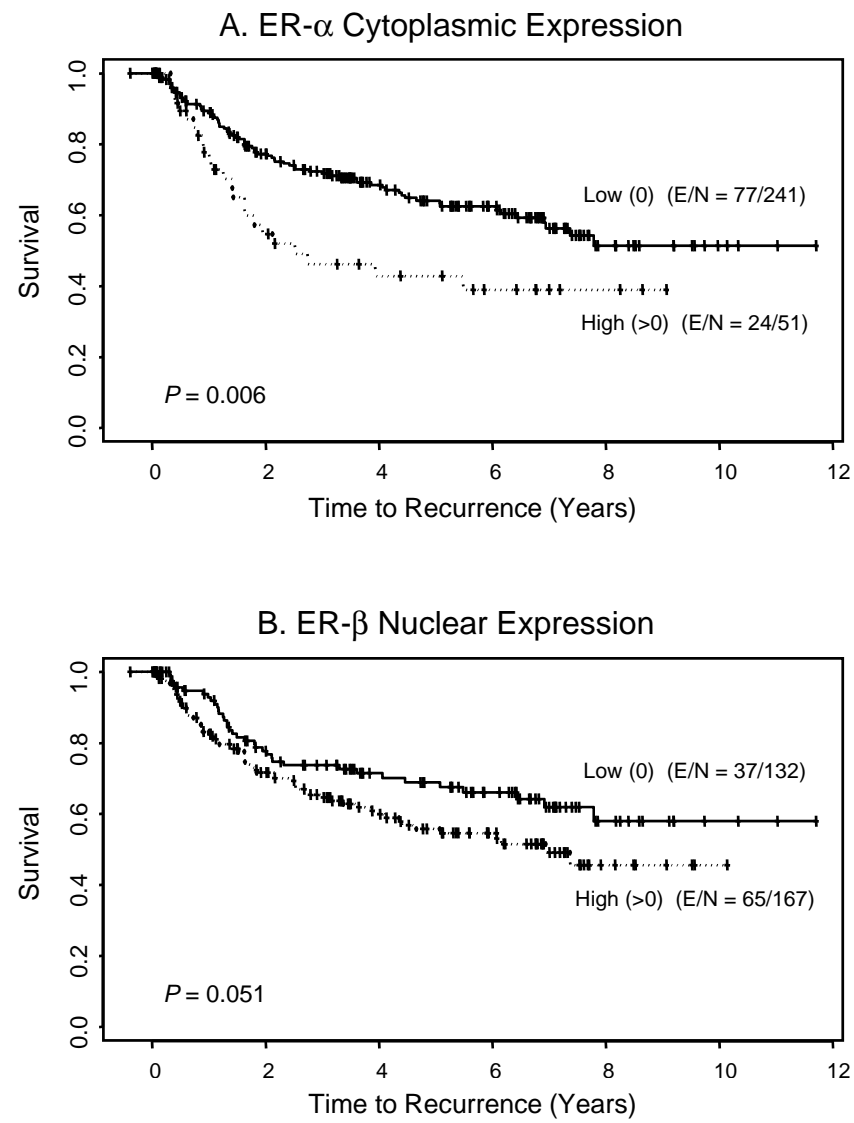 A. ER-α Cytoplasmic Expression
1.0
0.8
0.6
0.4
0.2
0.0
Survival
Low (0) (E/N = 77/241)
High (>0) (E/N = 24/51)
P = 0.006
0 2 4 6 8 10 12
Time to Recurrence (Years)
B. ER-β Nuclear Expression
1.0
0.8
0.6
0.4
0.2
0.0
Survival
Low (0) (E/N = 37/132)
High (>0) (E/N = 65/167)
P = 0.051
0 2 4 6 8 10 12
Time to Recurrence (Years)